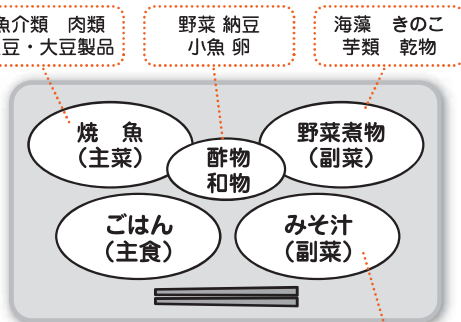 魚介類 肉類
豆・大豆製品
野菜 納豆
小魚 卵
海藻 きのこ
芋類 乾物
焼 魚
(主菜)
酢物
和物
野菜煮物
(副菜)
ごはん
(主食)
みそ汁
(副菜)